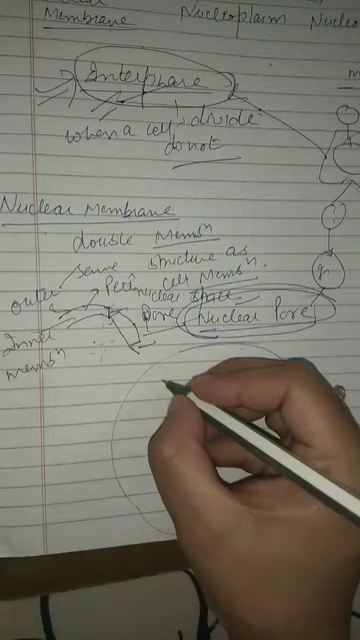 Membrane Nucleoplasm Nucleo
Interphase
when a cell divide
do not
Nuclear Membrane
double Membn
same structure as
outer cell Membn.
Perinuclear space
Inner Pore Nuclear Pore
membn